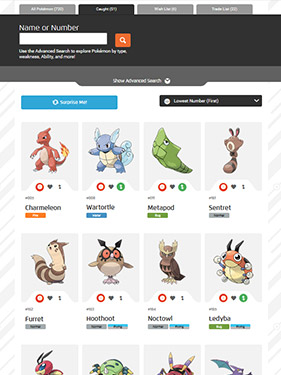 All Pokémon (720)
Caught (51)
Wish List (6)
Trade List (32)
Name or Number
Use the Advanced Search to explore Pokémon by type,
weakness, Ability, and more!
Show Advanced Search
Surprise Me!
Lowest Number (First)
1
1
1
1
#005
#008
#011
#161
Charmeleon
Wartortle
Metapod
Sentret
Fire
Water
Bug
Normal
1
1
1
1
#162
#163
#164
#165
Furret
Hoothoot
Noctowl
Ledyba
Normal
Normal
Flying
Normal
Flying
Bug
Flying